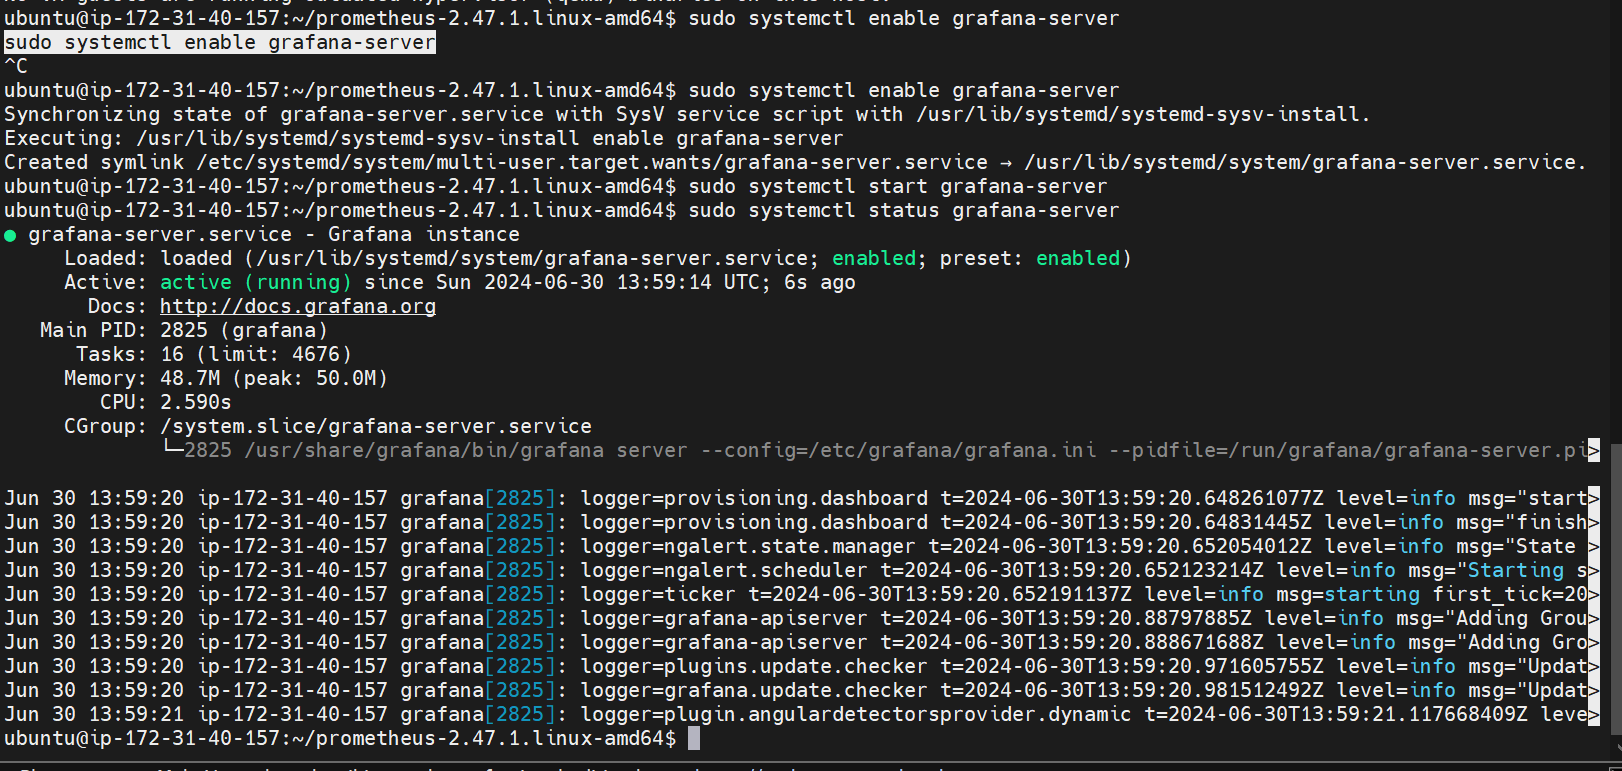 ubuntu@ip-172-31-40-157:~/prometheus-2.47.1.linux-amd64$ sudo systemctl enable grafana-server
sudo systemctl enable grafana-server
^C
ubuntu@ip-172-31-40-157:~/prometheus-2.47.1.linux-amd64$ sudo systemctl enable grafana-server
Synchronizing state of grafana-server.service with SysV service script with /usr/lib/systemd/systemd-sysv-install.
Executing: /usr/lib/systemd/systemd-sysv-install enable grafana-server
Created symlink /etc/systemd/system/multi-user.target.wants/grafana-server.service → /usr/lib/systemd/system/grafana-server.service.
ubuntu@ip-172-31-40-157:~/prometheus-2.47.1.linux-amd64$ sudo systemctl start grafana-server
ubuntu@ip-172-31-40-157:~/prometheus-2.47.1.linux-amd64$ sudo systemctl status grafana-server
● grafana-server.service - Grafana instance
Loaded: loaded (/usr/lib/systemd/system/grafana-server.service; enabled; preset: enabled)
Active: active (running) since Sun 2024-06-30 13:59:14 UTC; 6s ago
Docs: http://docs.grafana.org
Main PID: 2825 (grafana)
Tasks: 16 (limit: 4676)
Memory: 48.7M (peak: 50.0M)
CPU: 2.590s
CGroup: /system.slice/grafana-server.service
└─2825 /usr/share/grafana/bin/grafana server --config=/etc/grafana/grafana.ini --pidfile=/run/grafana/grafana-server.pi>
Jun 30 13:59:20 ip-172-31-40-157 grafana[2825]: logger=provisioning.dashboard t=2024-06-30T13:59:20.648261077Z level=info msg="start>
Jun 30 13:59:20 ip-172-31-40-157 grafana[2825]: logger=provisioning.dashboard t=2024-06-30T13:59:20.64831445Z level=info msg="finish>
Jun 30 13:59:20 ip-172-31-40-157 grafana[2825]: logger=ngalert.state.manager t=2024-06-30T13:59:20.652054012Z level=info msg="State >
Jun 30 13:59:20 ip-172-31-40-157 grafana[2825]: logger=ngalert.scheduler t=2024-06-30T13:59:20.652123214Z level=info msg="Starting s>
Jun 30 13:59:20 ip-172-31-40-157 grafana[2825]: logger=ticker t=2024-06-30T13:59:20.652191137Z level=info msg=starting first_tick=20>
Jun 30 13:59:20 ip-172-31-40-157 grafana[2825]: logger=grafana-apiserver t=2024-06-30T13:59:20.88797885Z level=info msg="Adding Grou>
Jun 30 13:59:20 ip-172-31-40-157 grafana[2825]: logger=grafana-apiserver t=2024-06-30T13:59:20.888671688Z level=info msg="Adding Gro>
Jun 30 13:59:20 ip-172-31-40-157 grafana[2825]: logger=plugins.update.checker t=2024-06-30T13:59:20.971605755Z level=info msg="Updat>
Jun 30 13:59:20 ip-172-31-40-157 grafana[2825]: logger=grafana.update.checker t=2024-06-30T13:59:20.981512492Z level=info msg="Updat>
Jun 30 13:59:21 ip-172-31-40-157 grafana[2825]: logger=plugin.angulardetectorsprovider.dynamic t=2024-06-30T13:59:21.117668409Z leve>
ubuntu@ip-172-31-40-157:~/prometheus-2.47.1.linux-amd64$